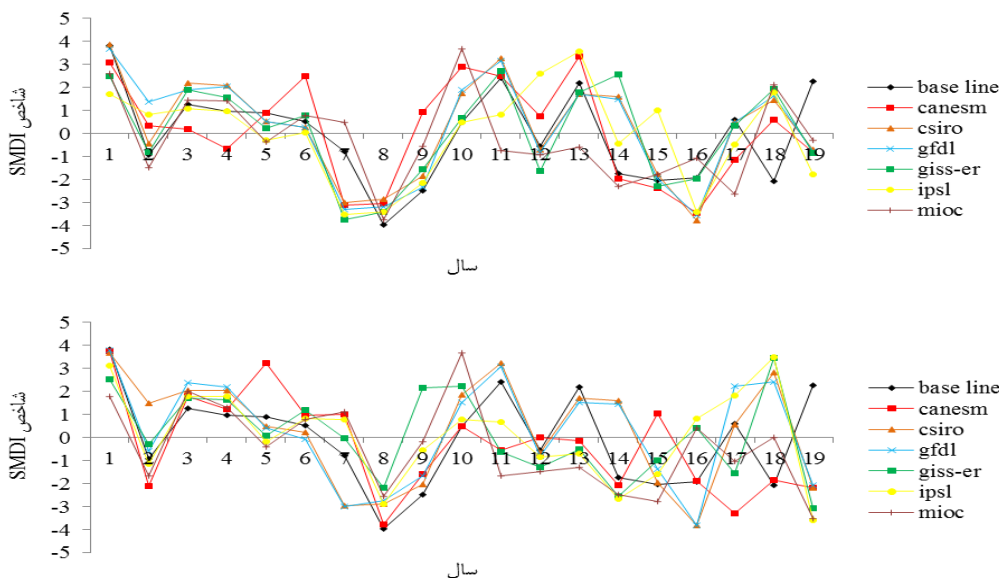 5
4
3
2
1
0
-1
-2
-3
-4
-5
شاخص SMDI
1 2 3 4 5 6 7 8 9 10 11 12 13 14 15 16 17 18 19
سال
base line
canesm
csiro
gfdl
giss-er
ipsl
mioc
5
4
3
2
1
0
-1
-2
-3
-4
-5
شاخص SMDI
1 2 3 4 5 6 7 8 9 10 11 12 13 14 15 16 17 18 19
سال
base line
canesm
csiro
gfdl
giss-er
ipsl
mioc